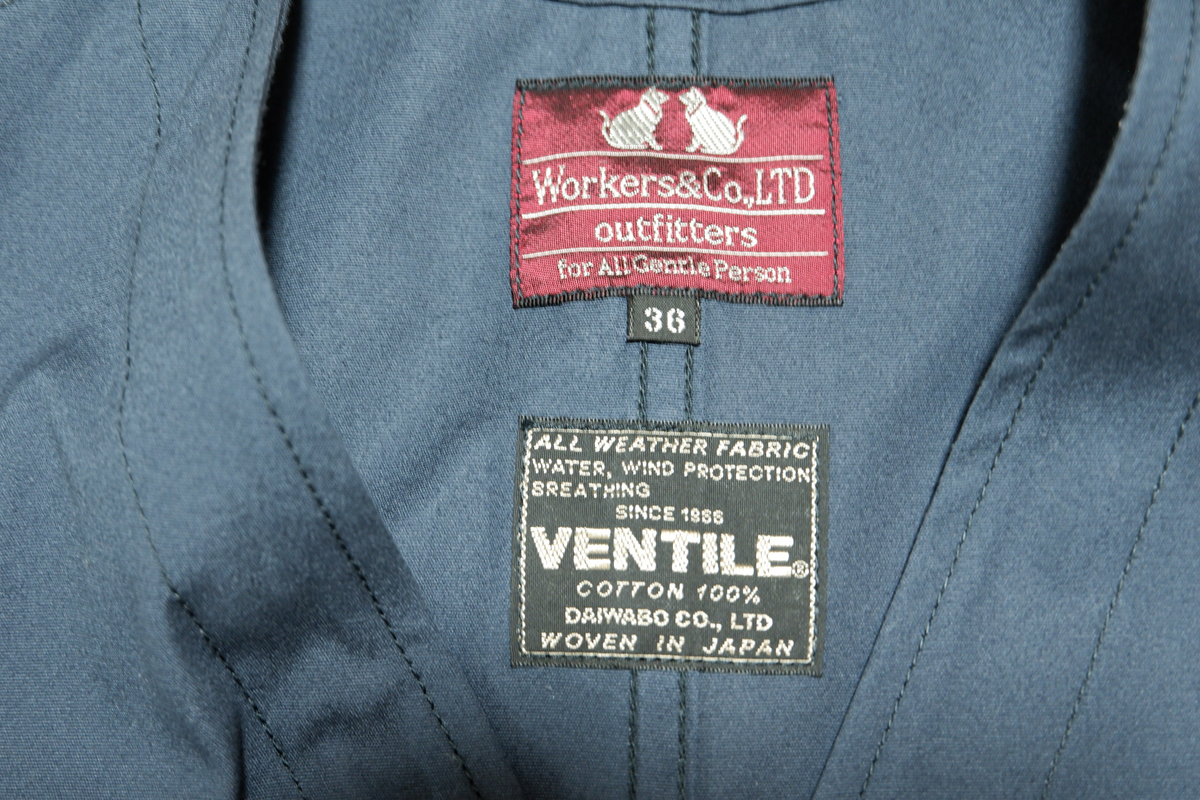 Workers&Co.,LTD
outfitters
for All Gentle Person
36
ALL WEATHER FABRIC
WATER, WIND PROTECTION
BREATHING
SINCE 1966
VENTILE®
COTTON 100%
DAIWABO CO., LTD
WOVEN IN JAPAN